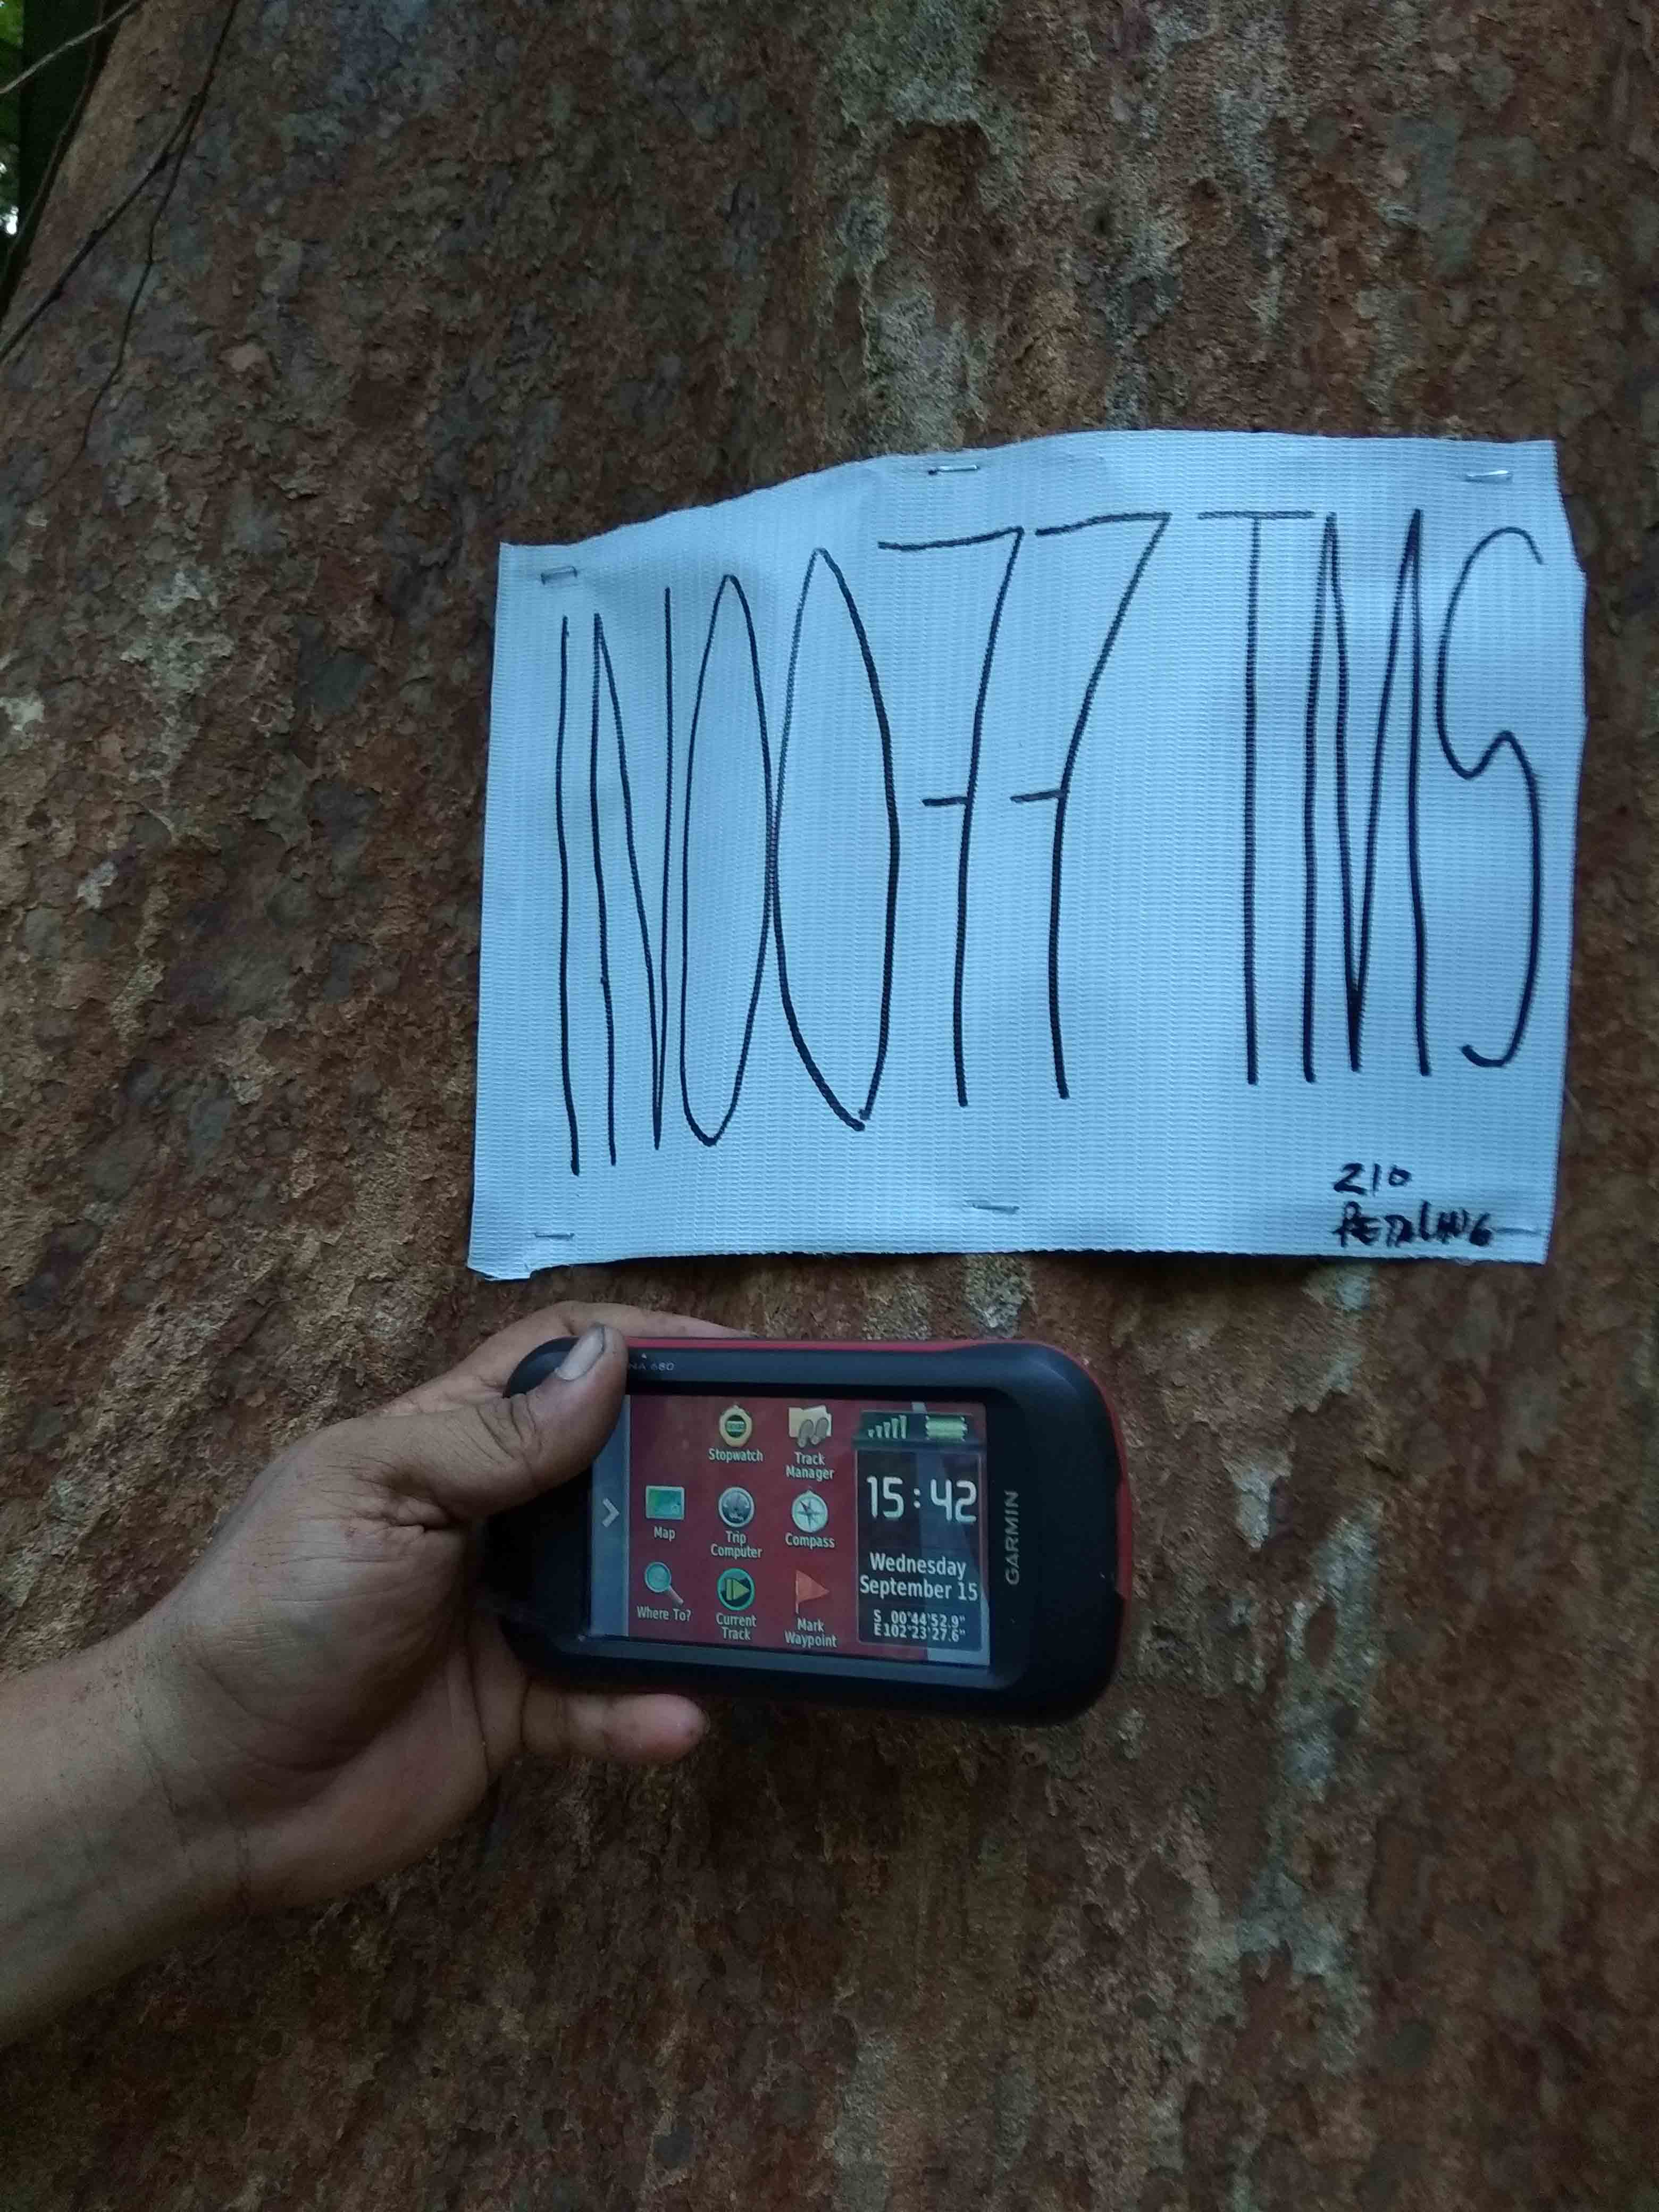 IN0077 TMS
210
PETALANG
NA 680
Stopwatch
Track
Manager
Map
Trip
Computer
Compass
Where To?
Current
Track
Mark
Waypoint
15:42
Wednesday
September 15
S 00°44'52.9"
E102°23'27.6"
GARMIN